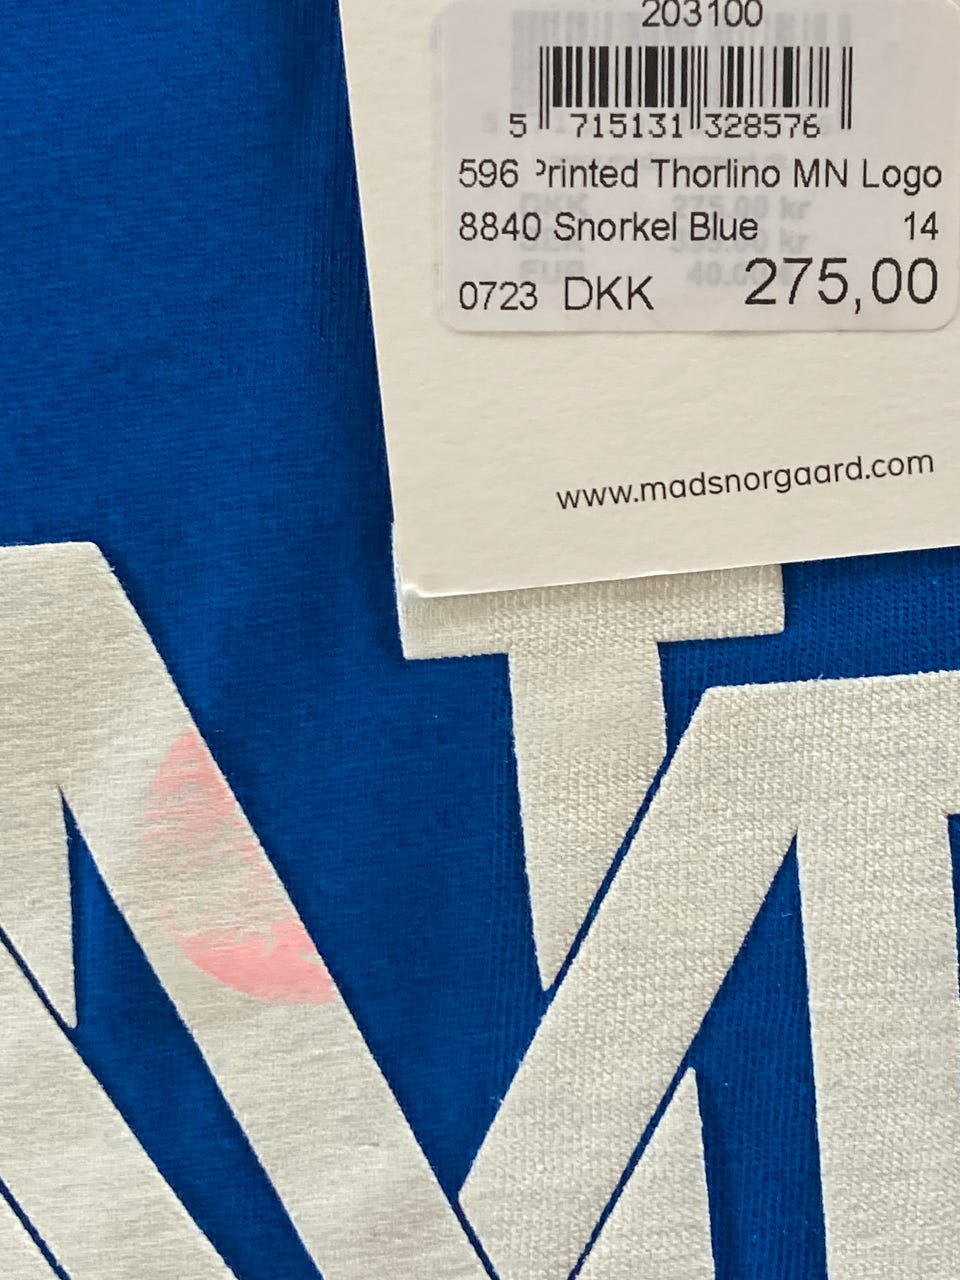 203100
5 715131 328576
596 Printed Thorlino MN Logo
8840 Snorkel Blue 14
0723 DKK 275,00
www.madsnorgaard.com